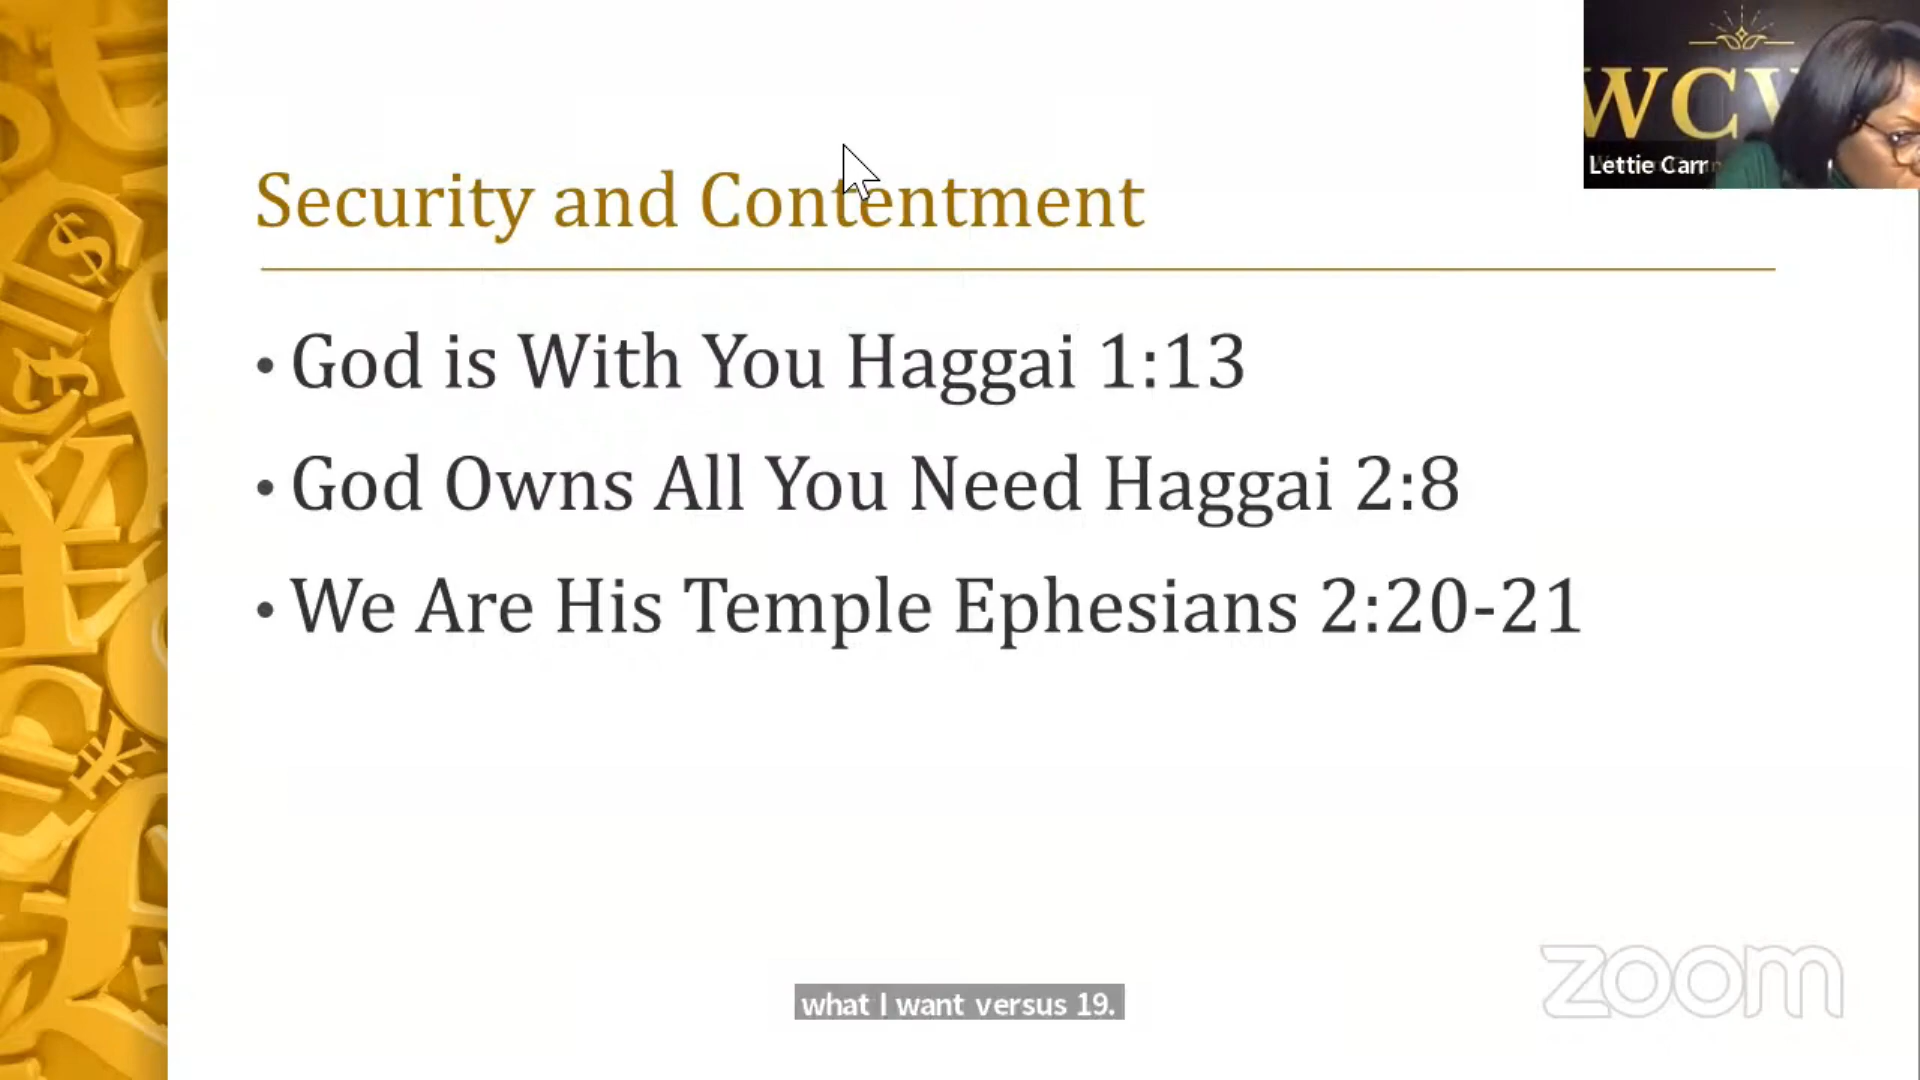 WCW
Lettie Carr
Security and Contentment
• God is With You Haggai 1:13
• God Owns All You Need Haggai 2:8
• We Are His Temple Ephesians 2:20-21
what I want versus 19.
zoom